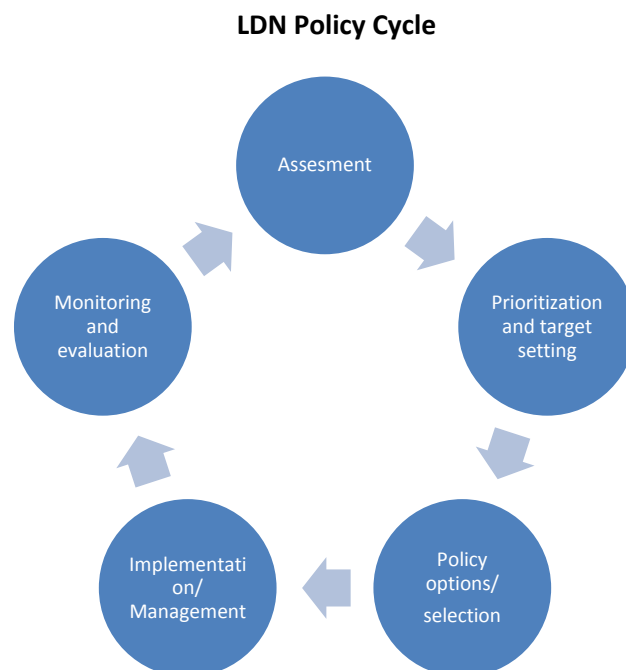 LDN Policy Cycle
Assesment
Prioritization
and target
setting
Policy
options/
selection
Implementati
on/
Management
Monitoring
and
evaluation